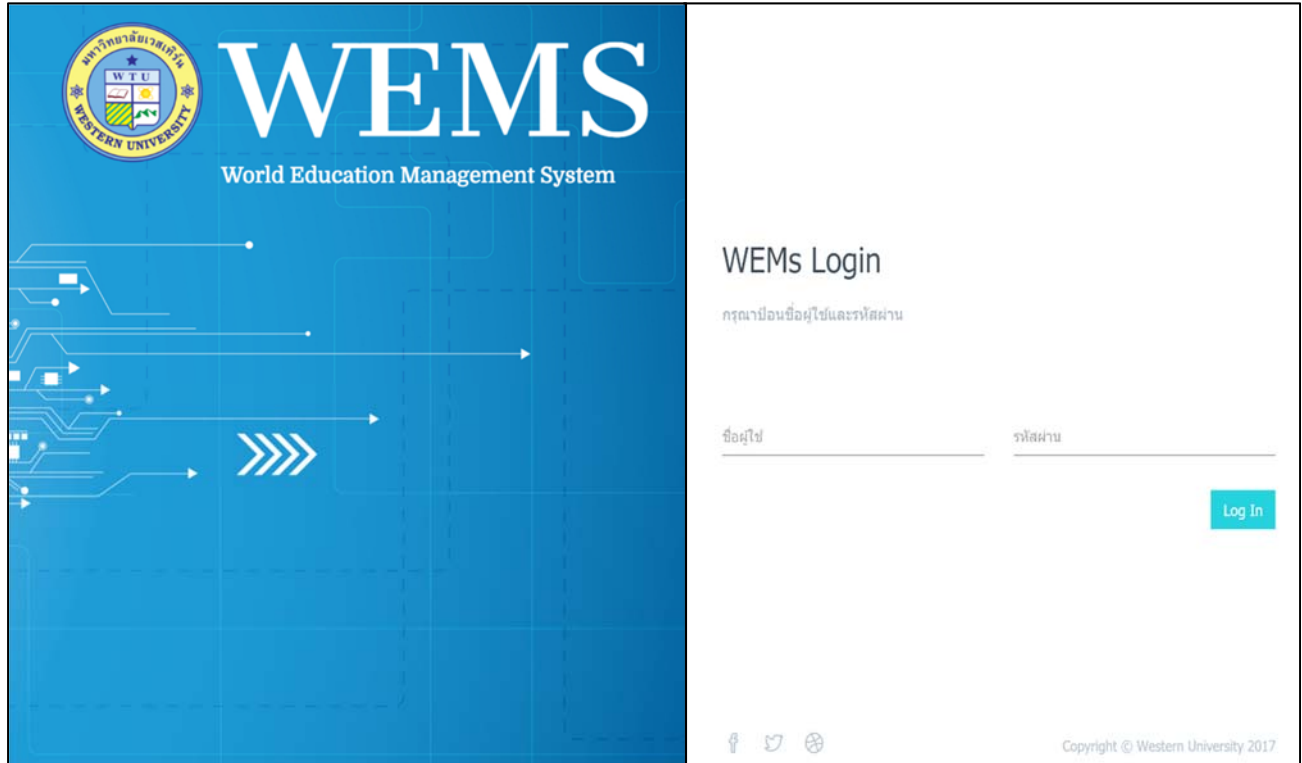 มหาวิทยาลัยเวสเทิร์น
WTU
WESTERN UNIVERSITY
WEMS
World Education Management System
WEMs Login
กรุณาป้อนชื่อผู้ใช้และรหัสผ่าน
ชื่อผู้ใช้
รหัสผ่าน
Log In
Copyright © Western University 2017